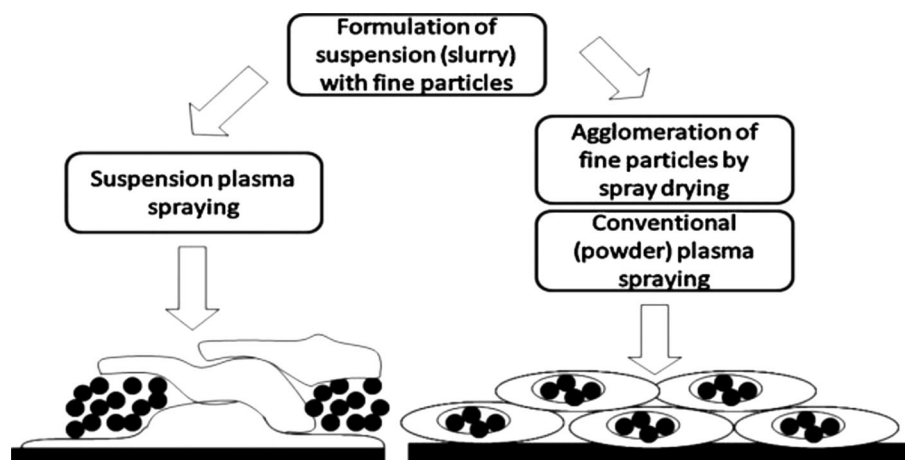 Formulation of
suspension (slurry)
with fine particles
Suspension plasma
spraying
Agglomeration of
fine particles by
spray drying
Conventional
(powder) plasma
spraying